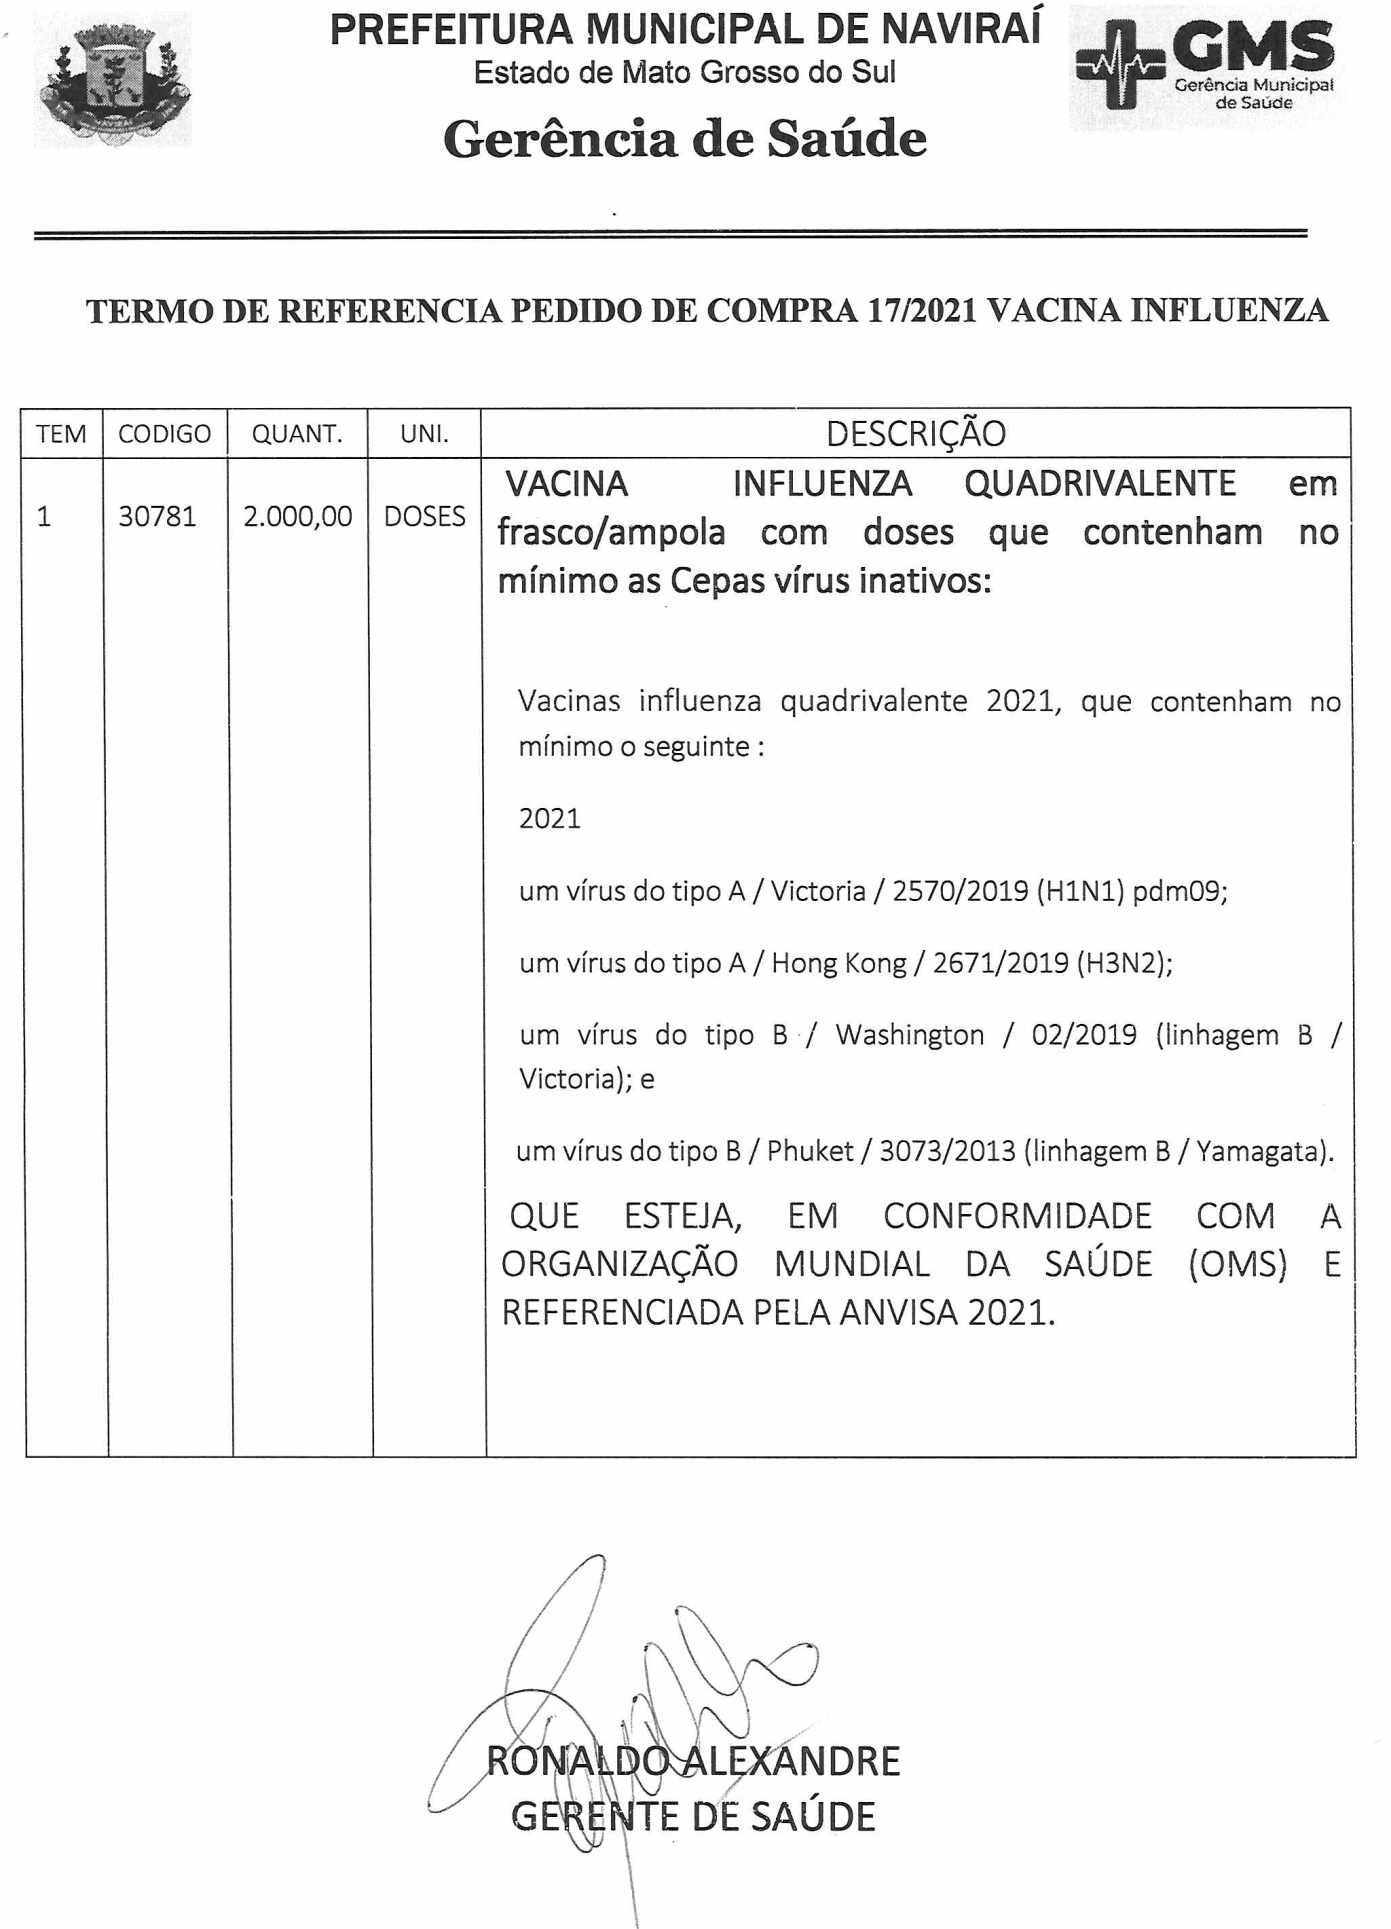 PREFEITURA MUNICIPAL DE NAVIRAÍ
Estado de Mato Grosso do Sul
Gerência de Saúde
GMS
Gerência Municipal
de Saúde
TERMO DE REFERENCIA PEDIDO DE COMPRA 17/2021 VACINA INFLUENZA
TEM CODIGO QUANT. UNI. DESCRIÇÃO
1 30781 2.000,00 DOSES
VACINA INFLUENZA QUADRIVALENTE em
frasco/ampola com doses que contenham no
mínimo as Cepas vírus inativos:
Vacinas influenza quadrivalente 2021, que contenham no
mínimo o seguinte :
2021
um vírus do tipo A / Victoria / 2570/2019 (H1N1) pdm09;
um vírus do tipo A / Hong Kong / 2671/2019 (H3N2);
um vírus do tipo B / Washington / 02/2019 (linhagem B /
Victoria); e
um vírus do tipo B / Phuket / 3073/2013 (linhagem B / Yamagata).
QUE ESTEJA, EM CONFORMIDADE COM A
ORGANIZAÇÃO MUNDIAL DA SAÚDE (OMS) E
REFERENCIADA PELA ANVISA 2021.
RONALDO ALEXANDRE
GERENTE DE SAÚDE